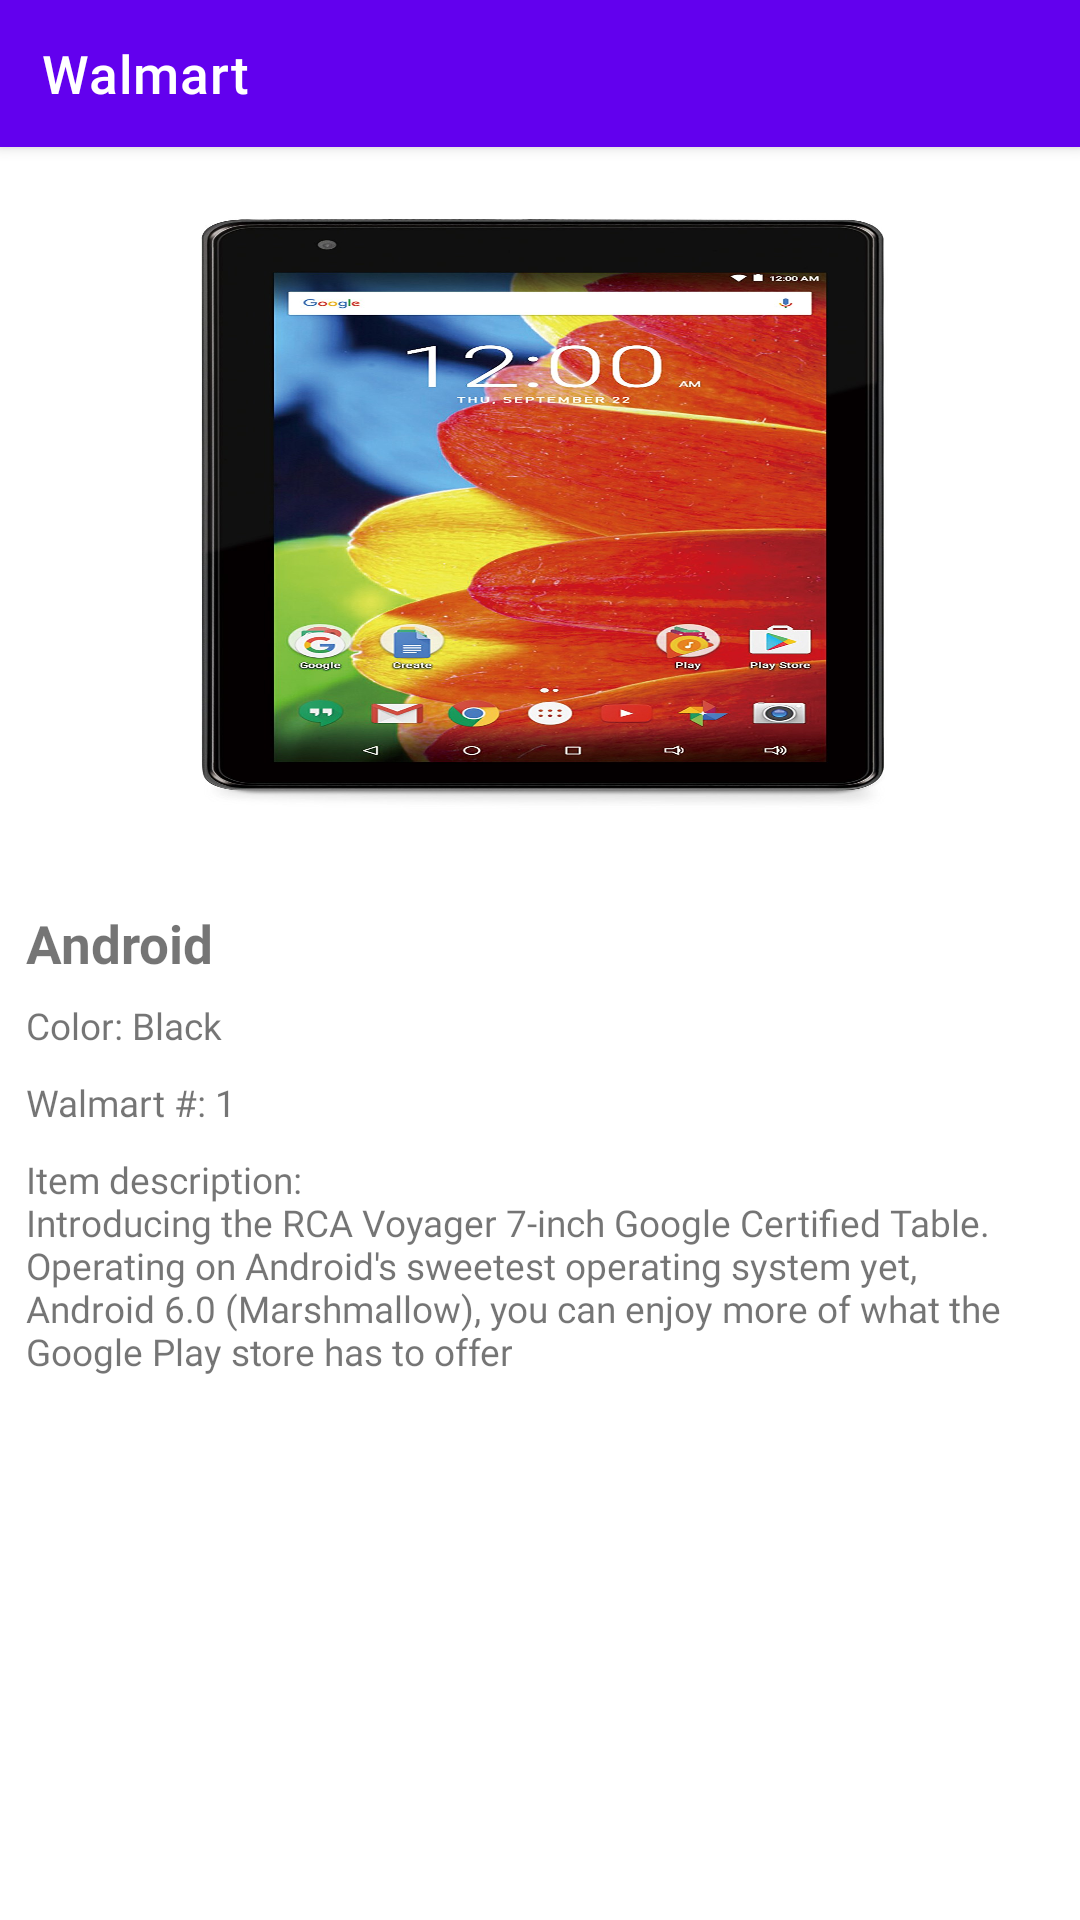 Walmart
12:00 AM
Google
12:00 AM
THU, SEPTEMBER 22
Google
Create
Play
Play Store
Android
Color: Black
Walmart #: 1
Item description:
Introducing the RCA Voyager 7-inch Google Certified Table.
Operating on Android's sweetest operating system yet,
Android 6.0 (Marshmallow), you can enjoy more of what the
Google Play store has to offer